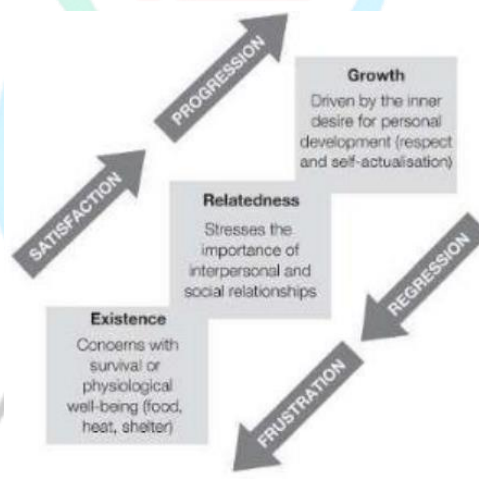 PROGRESSION
Growth
Driven by the inner
desire for personal
development (respect
and self-actualisation)
SATISFACTION
Relatedness
Stresses the
importance of
interpersonal and
social relationships
REGRESSION
Existence
Concerns with
survival or
physiological
well-being (food,
heat, shelter)
FRUSTRATION